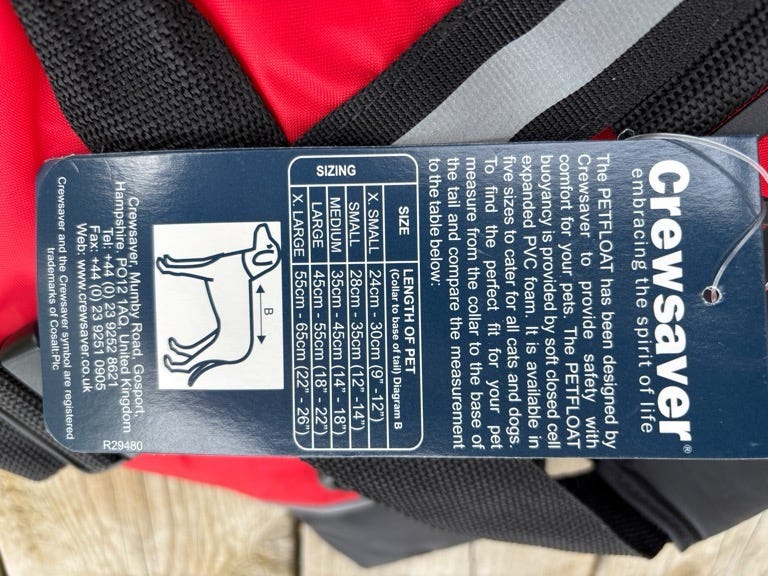 Crewsaver®
embracing the spirit of life
The PETFLOAT has been designed by
Crewsaver to provide safety with
comfort for your pets. The PETFLOAT
buoyancy is provided by soft closed cell
expanded PVC foam. It is available in
five sizes to cater for all cats and dogs.
To find the perfect fit for your pet
measure from the collar to the base of
the tail and compare the measurement
to the table below:
SIZING
SIZE LENGTH OF PET
(Collar to base of tail) Diagram B
X. SMALL 24cm - 30cm (9" -12")
SMALL 28cm - 35cm (12" -14")
MEDIUM 35cm - 45cm (14" - 18")
LARGE 45cm - 55cm (18" - 22")
X. LARGE 55cm - 65cm (22" - 26")
B
Crewsaver, Mumby Road, Gosport,
Hampshire, PO12 1AQ, United Kingdom
Tel: +44 (0) 23 9252 8621
Fax: +44 (0) 23 9251 0905
Web: www.crewsaver.co.uk
Crewsaver and the Crewsaver symbol are registered
trademarks of Cosalt Plc
R29480